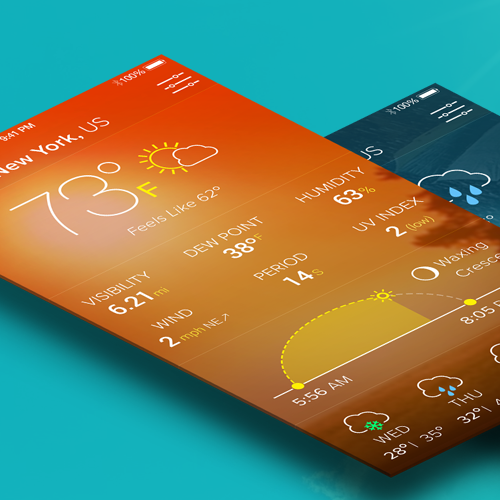 9:41 PM
100%
New York, US
73° F
Feels Like 62°
VISIBILITY
6.21 mi
DEW POINT
38°F
HUMIDITY
63%
WIND
2 mph NE
PERIOD
14 S
UV INDEX
2 (low)
Waxing
5:56 AM
8:05
WED
28° | 35°
THU
32° |
100%
US